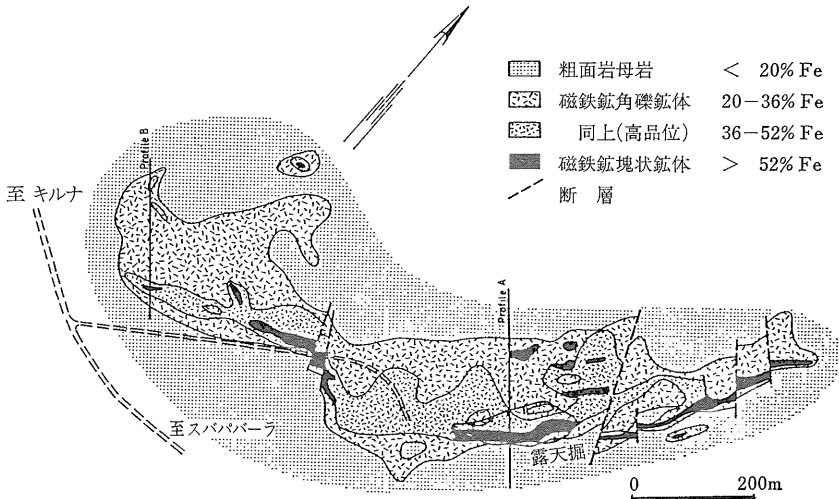 粗面岩母岩 < 20% Fe
磁鉄鉱角礫鉱体 20-36% Fe
同上(高品位) 36-52% Fe
磁鉄鉱塊状鉱体 > 52% Fe
断層
Profile B
至 キルナ
Profile A
至スバパバーラ
露天掘
0 200m